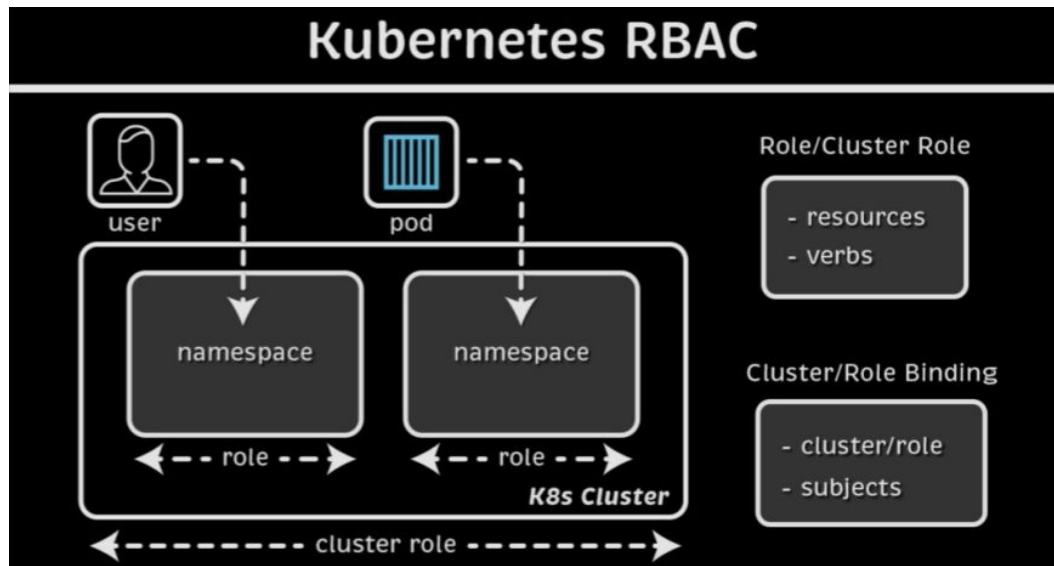 Kubernetes RBAC
user
pod
namespace
namespace
role
role
K8s Cluster
cluster role
Role/Cluster Role
- resources
- verbs
Cluster/Role Binding
- cluster/role
- subjects